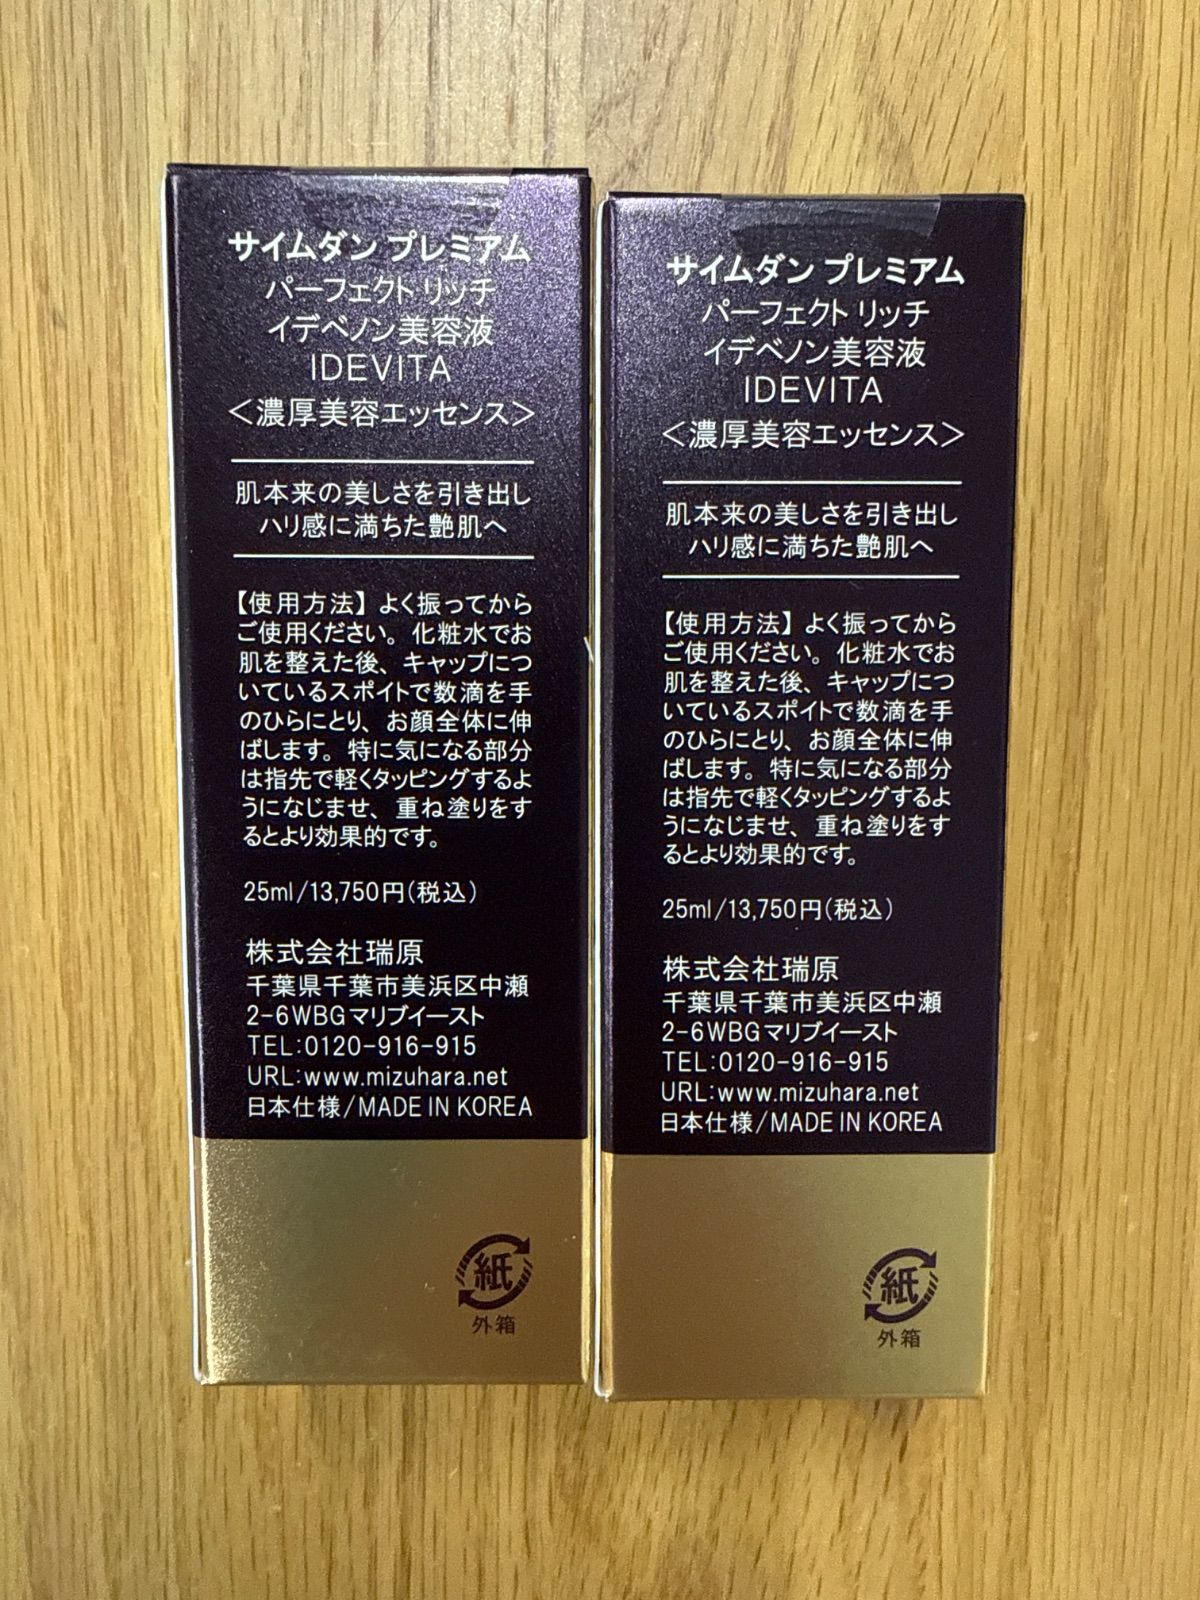 サイムダン プレミアム
パーフェクト リッチ
イデベノン美容液
IDEVITA
＜濃厚美容エッセンス＞
肌本来の美しさを引き出し
ハリ感に満ちた艶肌へ
【使用方法】よく振ってから
ご使用ください。化粧水でお
肌を整えた後、キャップにつ
いているスポイトで数滴を手
のひらにとり、お顔全体に伸
ばします。特に気になる部分
は指先で軽くタッピングするよ
うになじませ、重ね塗りをす
るとより効果的です。
25ml/13,750円(税込)
株式会社瑞原
千葉県千葉市美浜区中瀬
2-6WBGマリブイースト
TEL:0120-916-915
URL:www.mizuhara.net
日本仕様/MADE IN KOREA
紙
外箱
サイムダン プレミアム
パーフェクト リッチ
イデベノン美容液
IDEVITA
＜濃厚美容エッセンス＞
肌本来の美しさを引き出し
ハリ感に満ちた艶肌へ
【使用方法】よく振ってから
ご使用ください。化粧水でお
肌を整えた後、キャップにつ
いているスポイトで数滴を手
のひらにとり、お顔全体に伸
ばします。特に気になる部分
は指先で軽くタッピングするよ
うになじませ、重ね塗りをす
るとより効果的です。
25ml/13,750円(税込)
株式会社瑞原
千葉県千葉市美浜区中瀬
2-6WBGマリブイースト
TEL:0120-916-915
URL:www.mizuhara.net
日本仕様/MADE IN KOREA
紙
外箱